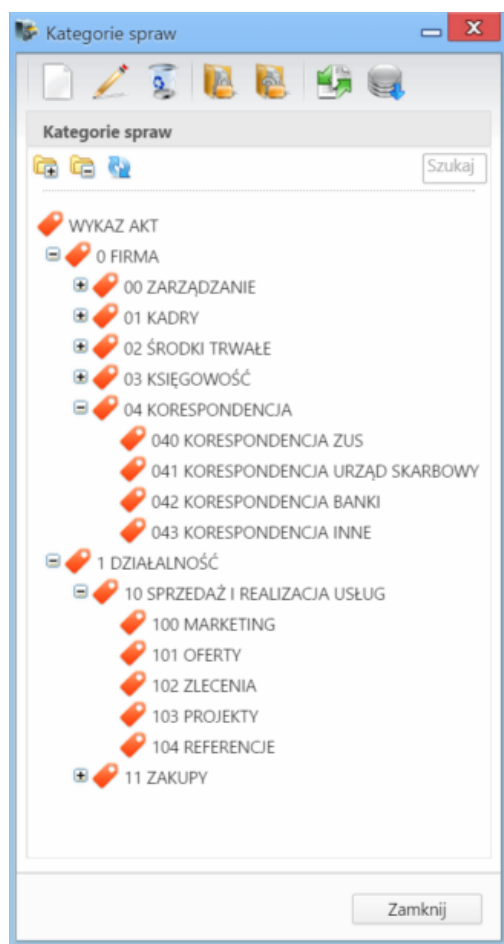 Kategorie spraw
Kategorie spraw
Szukaj
WYKAZ AKT
0 FIRMA
00 ZARZĄDZANIE
01 KADRY
02 ŚRODKI TRWAŁE
03 KSIĘGOWOŚĆ
04 KORESPONDENCJA
040 KORESPONDENCJA ZUS
041 KORESPONDENCJA URZĄD SKARBOWY
042 KORESPONDENCJA BANKI
043 KORESPONDENCJA INNE
1 DZIAŁALNOŚĆ
10 SPRZEDAŻ I REALIZACJA USŁUG
100 MARKETING
101 OFERTY
102 ZLECENIA
103 PROJEKTY
104 REFERENCJE
11 ZAKUPY
Zamknij